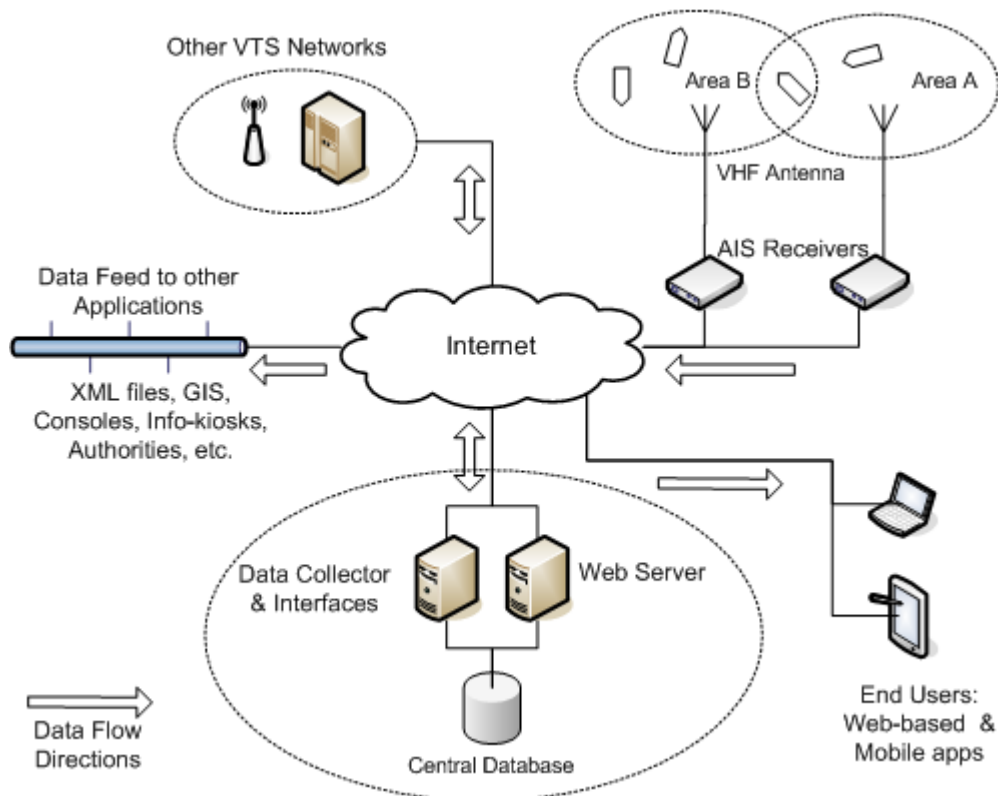 Other VTS Networks
Area B
Area A
VHF Antenna
AIS Receivers
Data Feed to other
Applications
Internet
XML files, GIS,
Consoles, Info-kiosks,
Authorities, etc.
Data Collector
& Interfaces
Web Server
Central Database
Data Flow
Directions
End Users:
Web-based &
Mobile apps